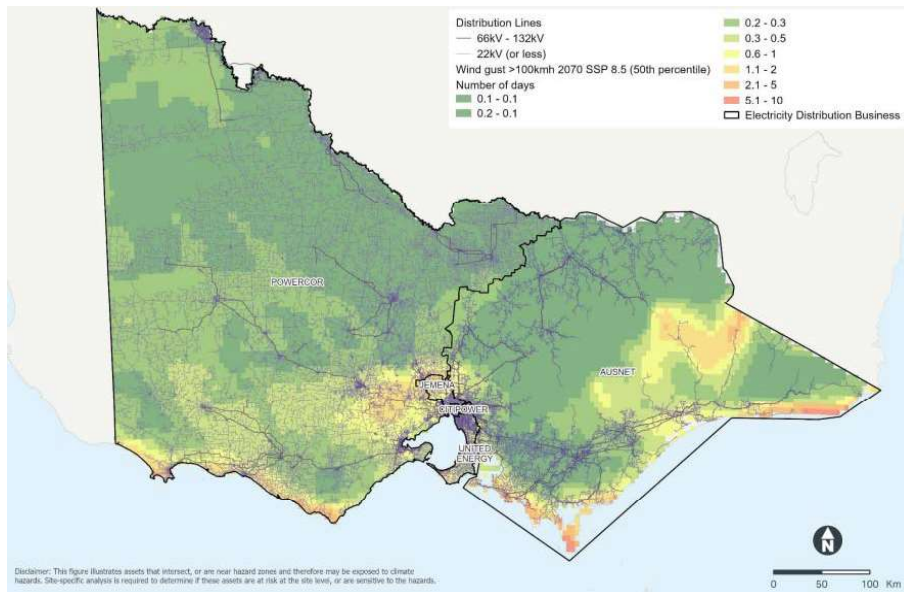 Distribution Lines
66kV - 132kV
22kV (or less)
Wind gust >100kmh 2070 SSP 8.5 (50th percentile)
Number of days
0.1 - 0.1
0.2 - 0.1
0.2 - 0.3
0.3 - 0.5
0.6 - 1
1.1 - 2
2.1 - 5
5.1 - 10
Electricity Distribution Business
POWERCOR
JEMENA
CITIPOWER
UNITED
ENERGY
AUSNET
Disclaimer: This figure illustrates assets that intersect, or are near hazard zones and therefore may be exposed to climate
hazards. Site-specific analysis is required to determine if these assets are at risk at the site level, or are sensitive to the hazards.
N
0 50 100 Km